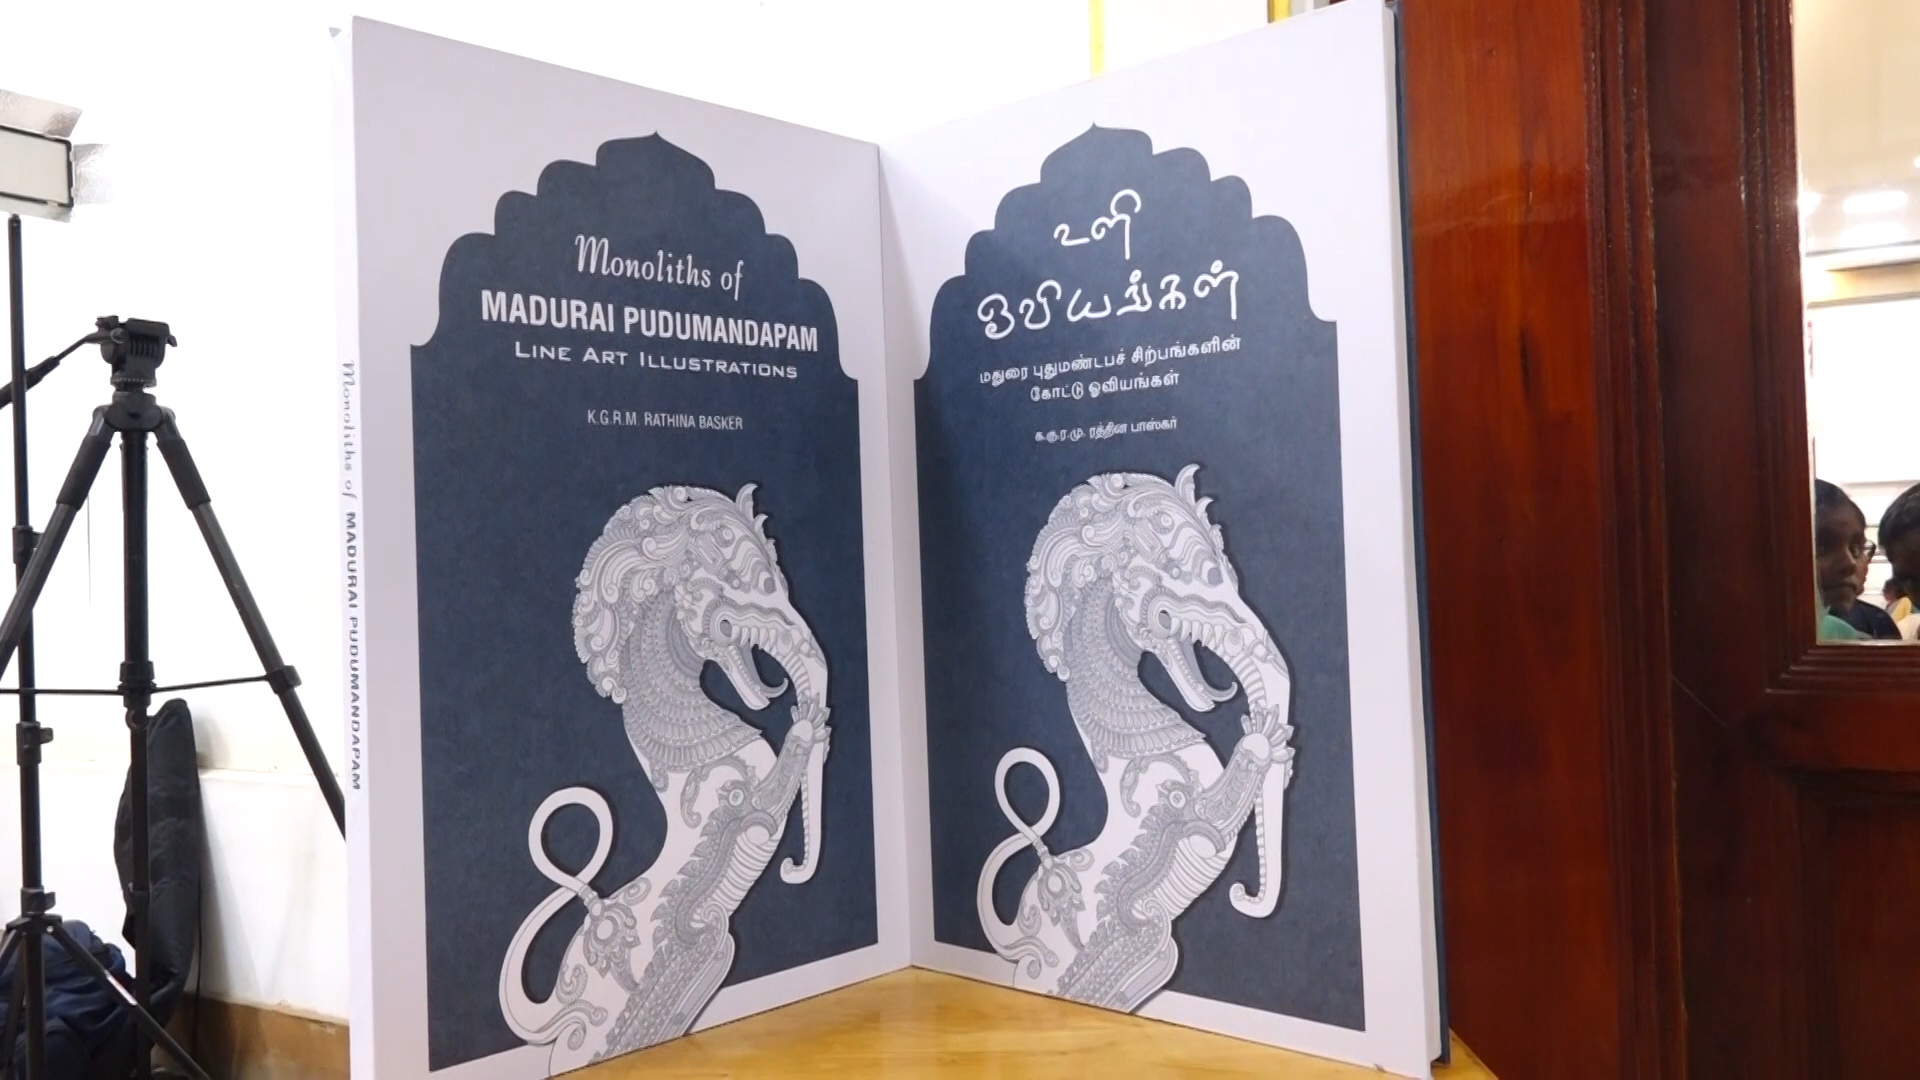 Monoliths of
MADURAI PUDUMANDAPAM
LINE ART ILLUSTRATIONS
K.G.R.M. RATHINA BASKER
Monoliths of MADURAI PUDUMANDAPAM
உளி
ஓவியங்கள்
மதுரை புதுமண்டபச் சிற்பங்களின்
கோட்டு ஓவியங்கள்
க.கு.ர.மு. ரத்தின பாஸ்கர்